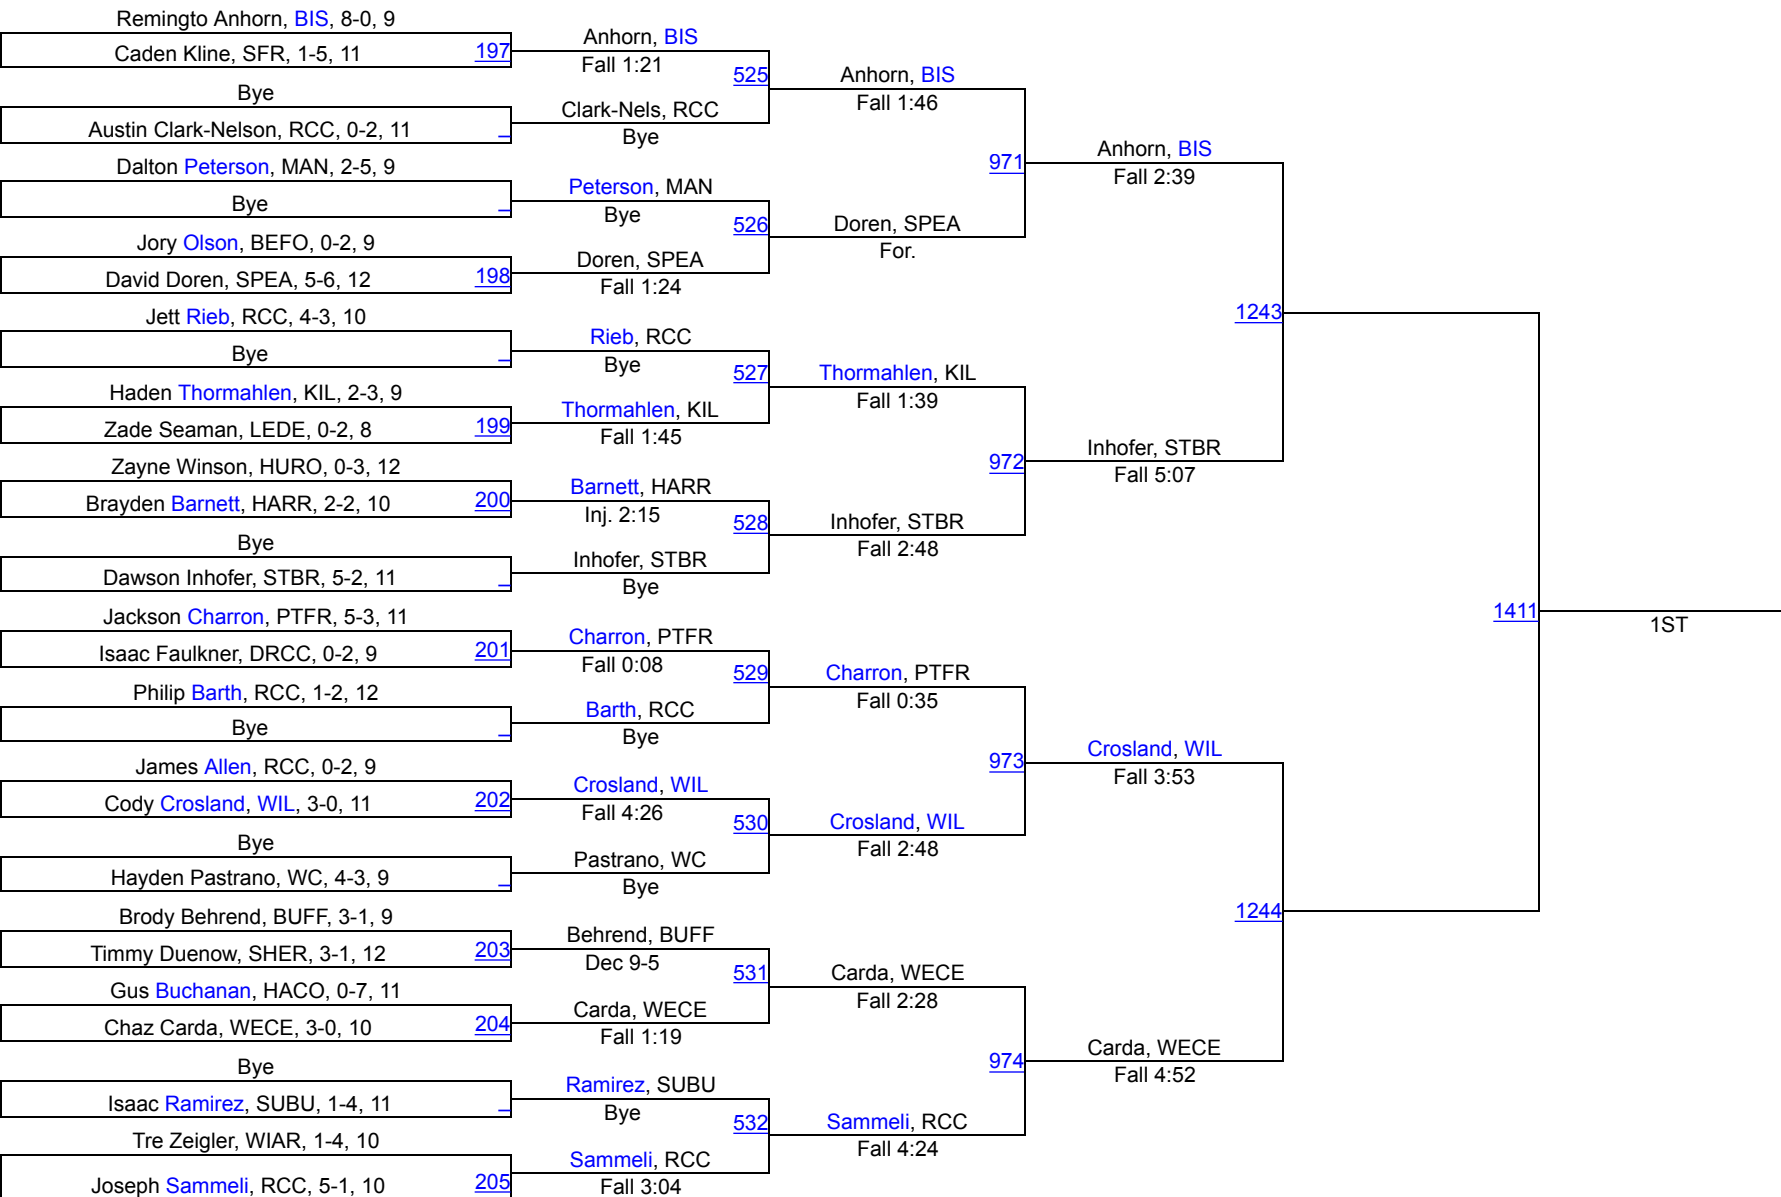 Remingto Anhorn, BIS, 8-0, 9
Caden Kline, SFR, 1-5, 11
197
Bye
Austin Clark-Nelson, RCC, 0-2, 11
Dalton Peterson, MAN, 2-5, 9
Bye
Jory Olson, BEFO, 0-2, 9
David Doren, SPEA, 5-6, 12
198
Jett Rieb, RCC, 4-3, 10
Bye
Haden Thormahlen, KIL, 2-3, 9
Zade Seaman, LEDE, 0-2, 8
199
Zayne Winson, HURO, 0-3, 12
Brayden Barnett, HARR, 2-2, 10
200
Bye
Dawson Inhofer, STBR, 5-2, 11
Jackson Charron, PTFR, 5-3, 11
Isaac Faulkner, DRCC, 0-2, 9
201
Philip Barth, RCC, 1-2, 12
Bye
James Allen, RCC, 0-2, 9
Cody Crosland, WIL, 3-0, 11
202
Bye
Hayden Pastrano, WC, 4-3, 9
Brody Behrend, BUFF, 3-1, 9
Timmy Duenow, SHER, 3-1, 12
203
Gus Buchanan, HACO, 0-7, 11
Chaz Carda, WECE, 3-0, 10
204
Bye
Isaac Ramirez, SUBU, 1-4, 11
Tre Zeigler, WIAR, 1-4, 10
Joseph Sammeli, RCC, 5-1, 10
205
Anhorn, BIS
Fall 1:21
525
Clark-Nels, RCC
Bye
Peterson, MAN
Bye
526
Doren, SPEA
Fall 1:24
Rieb, RCC
Bye
527
Thormahlen, KIL
Fall 1:45
Barnett, HARR
Inj. 2:15
528
Inhofer, STBR
Bye
Charron, PTFR
Fall 0:08
529
Barth, RCC
Bye
Crosland, WIL
Fall 4:26
530
Pastrano, WC
Bye
Behrend, BUFF
Dec 9-5
531
Carda, WECE
Fall 1:19
Ramirez, SUBU
Bye
532
Sammeli, RCC
Fall 3:04
Anhorn, BIS
Fall 1:46
971
Doren, SPEA
For.
Thormahlen, KIL
Fall 1:39
972
Inhofer, STBR
Fall 2:48
Charron, PTFR
Fall 0:35
973
Crosland, WIL
Fall 2:48
Carda, WECE
Fall 2:28
974
Sammeli, RCC
Fall 4:24
Anhorn, BIS
Fall 2:39
1243
Inhofer, STBR
Fall 5:07
Crosland, WIL
Fall 3:53
1244
Carda, WECE
Fall 4:52
1411
1ST